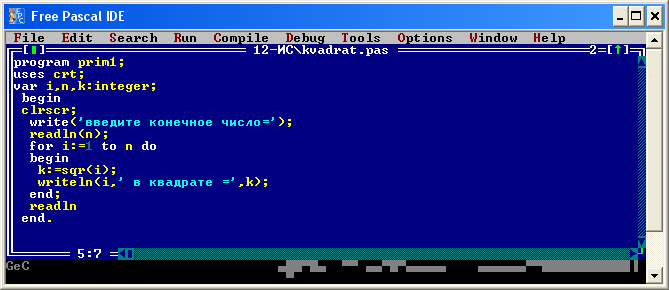 Free Pascal IDE
File Edit Search Run Compile Debug Tools Options Window Help
12-MC\kvadrat.pas 2=[↑]
program prim1;
uses crt;
var i,n,k:integer;
begin
clrscr;
write('введите конечное число=');
readln(n);
for i:=1 to n do
begin
k:=sqr(i);
writeln(i,' в квадрате =',k);
end;
readln
end.
5:7
GeC